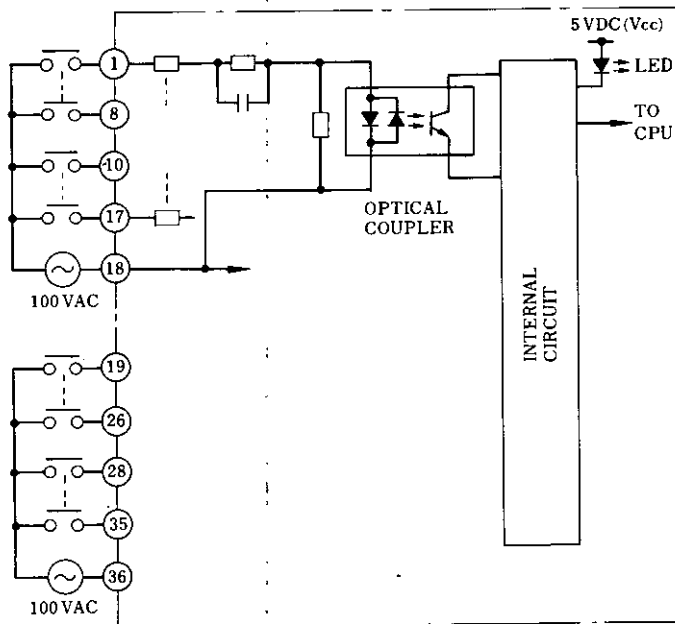 5 VDC (Vcc)
LED
TO
CPU
1
8
10
17
18
100 VAC
OPTICAL
COUPLER
INTERNAL
CIRCUIT
19
26
28
35
36
100 VAC